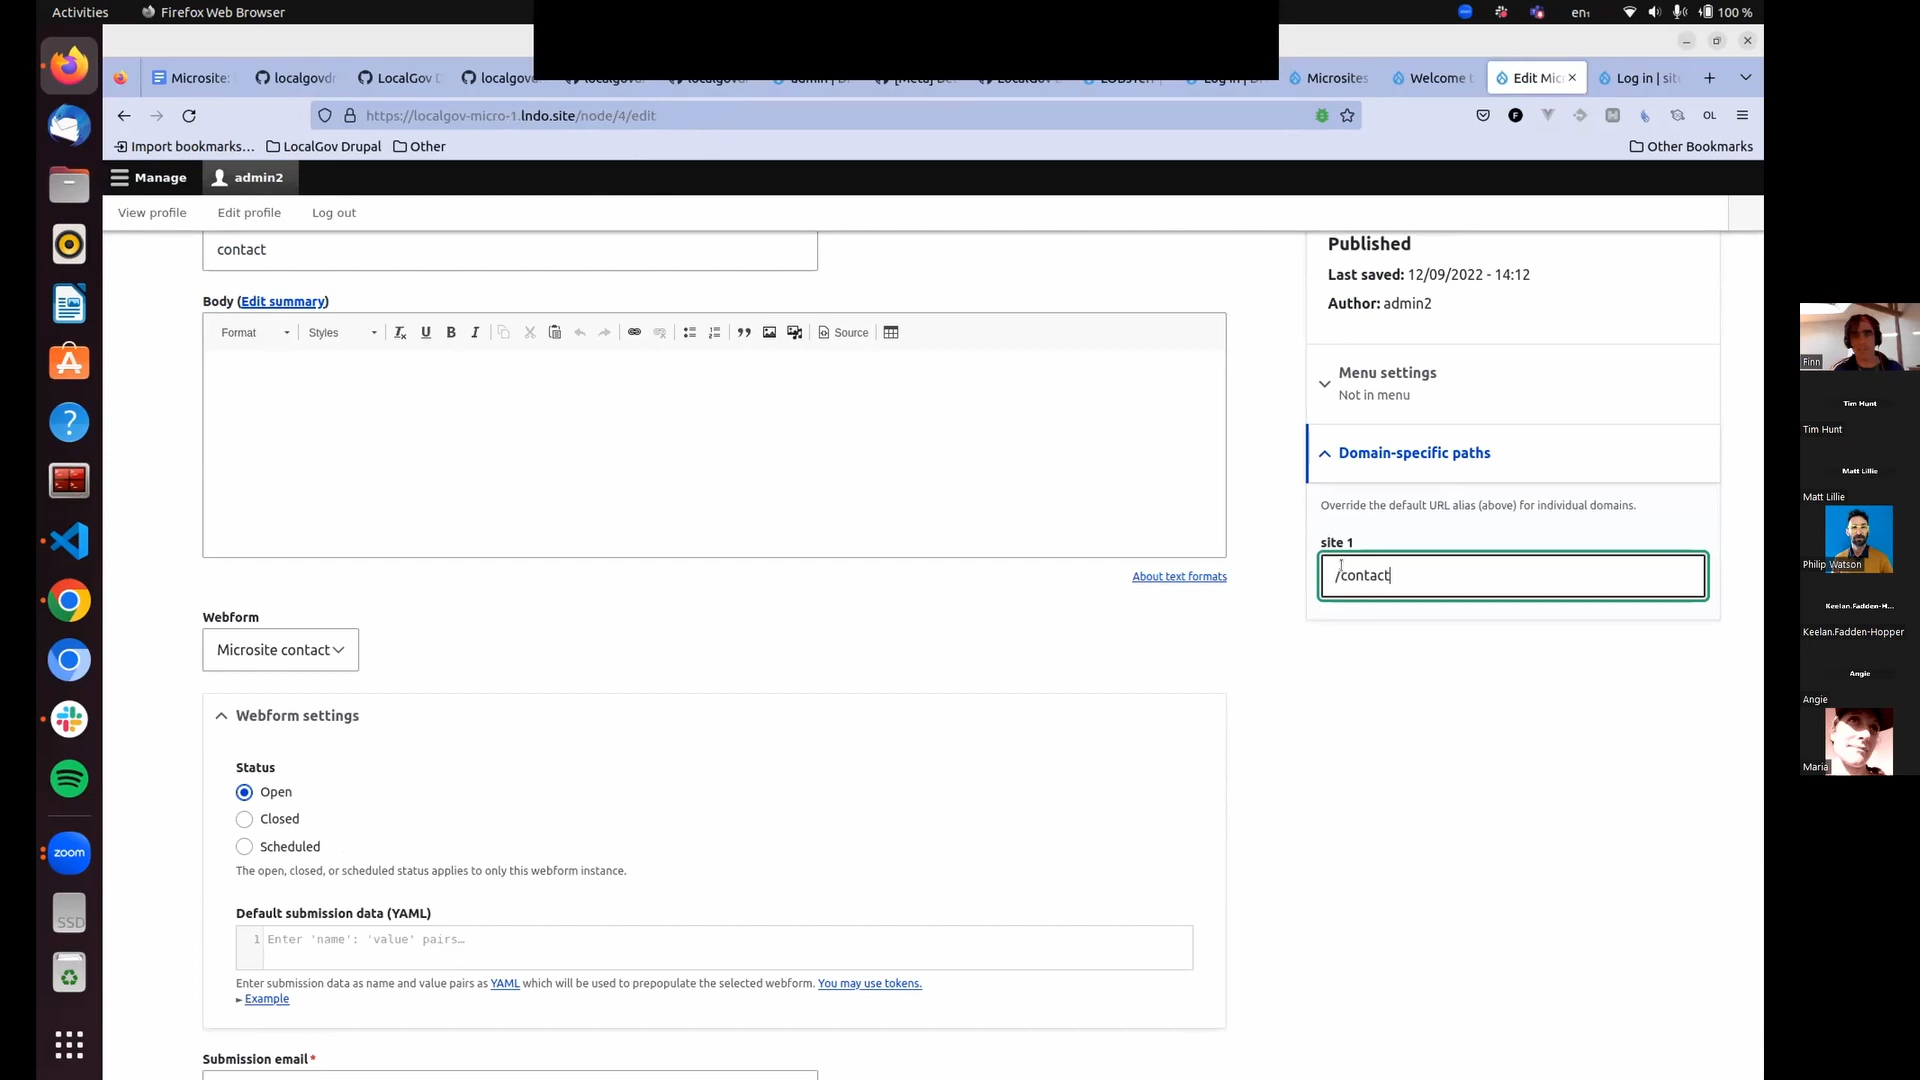 Activities
Firefox Web Browser
en₁
100 %
Microsite:
localgovdr
LocalGov D
localgov
Microsites
Welcome t
Edit Mic
Log in | site
https://localgov-micro-1.lndo.site/node/4/edit
OL
Import bookmarks…
LocalGov Drupal
Other
Other Bookmarks
Manage
admin2
View profile
Edit profile
Log out
contact
Body (Edit summary)
Format
Styles
Source
About text formats
Webform
Microsite contact
Webform settings
Status
Open
Closed
Scheduled
The open, closed, or scheduled status applies to only this webform instance.
Default submission data (YAML)
1 Enter 'name': 'value' pairs…
Enter submission data as name and value pairs as YAML which will be used to prepopulate the selected webform. You may use tokens.
► Example
Submission email*
Published
Last saved: 12/09/2022 - 14:12
Author: admin2
Menu settings
Not in menu
Domain-specific paths
Override the default URL alias (above) for individual domains.
site 1
/contact
zoom
SSD
Finn
Tim Hunt
Tim Hunt
Matt Lillie
Matt Lillie
Philip Watson
Keelan.Fadden-H...
Keelan.Fadden-Hopper
Angie
Angie
Maria